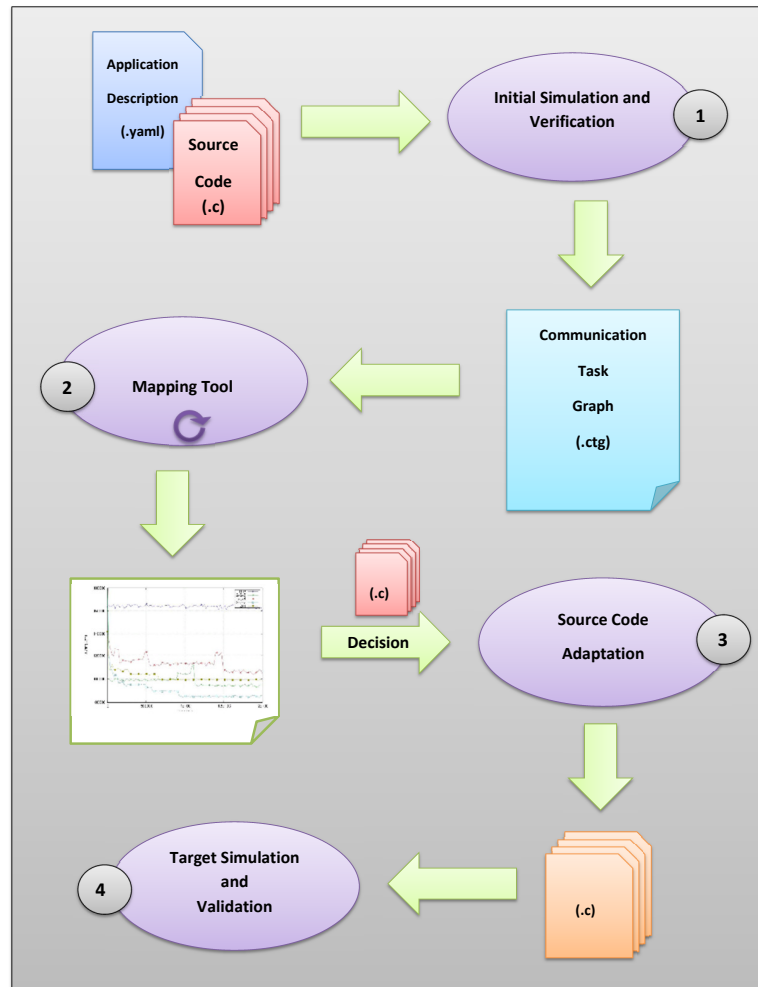 Application
Description
(.yaml)
Source
Code
(.c)
Initial Simulation and
Verification
1
Communication
Task
Graph
(.ctg)
2
Mapping Tool
(.c)
Decision
Source Code
Adaptation
3
4
Target Simulation
and
Validation
(.c)